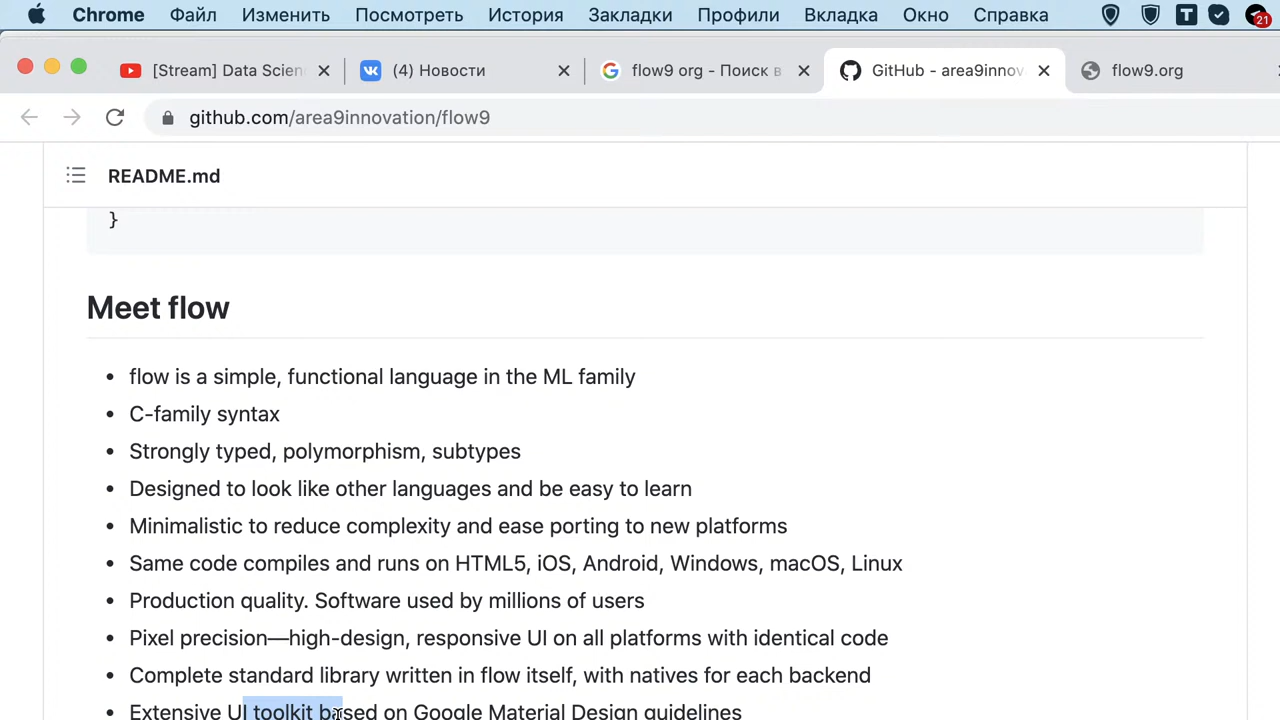 Chrome Файл Изменить Посмотреть История Закладки Профили Вкладка Окно Справка T 21
[Stream] Data Scien (4) Новости flow9 org - Поиск в GitHub - area9innov flow9.org
github.com/area9innovation/flow9
README.md
}
Meet flow
• flow is a simple, functional language in the ML family
• C-family syntax
• Strongly typed, polymorphism, subtypes
• Designed to look like other languages and be easy to learn
• Minimalistic to reduce complexity and ease porting to new platforms
• Same code compiles and runs on HTML5, iOS, Android, Windows, macOS, Linux
• Production quality. Software used by millions of users
• Pixel precision—high-design, responsive UI on all platforms with identical code
• Complete standard library written in flow itself, with natives for each backend
• Extensive UI toolkit based on Google Material Design guidelines